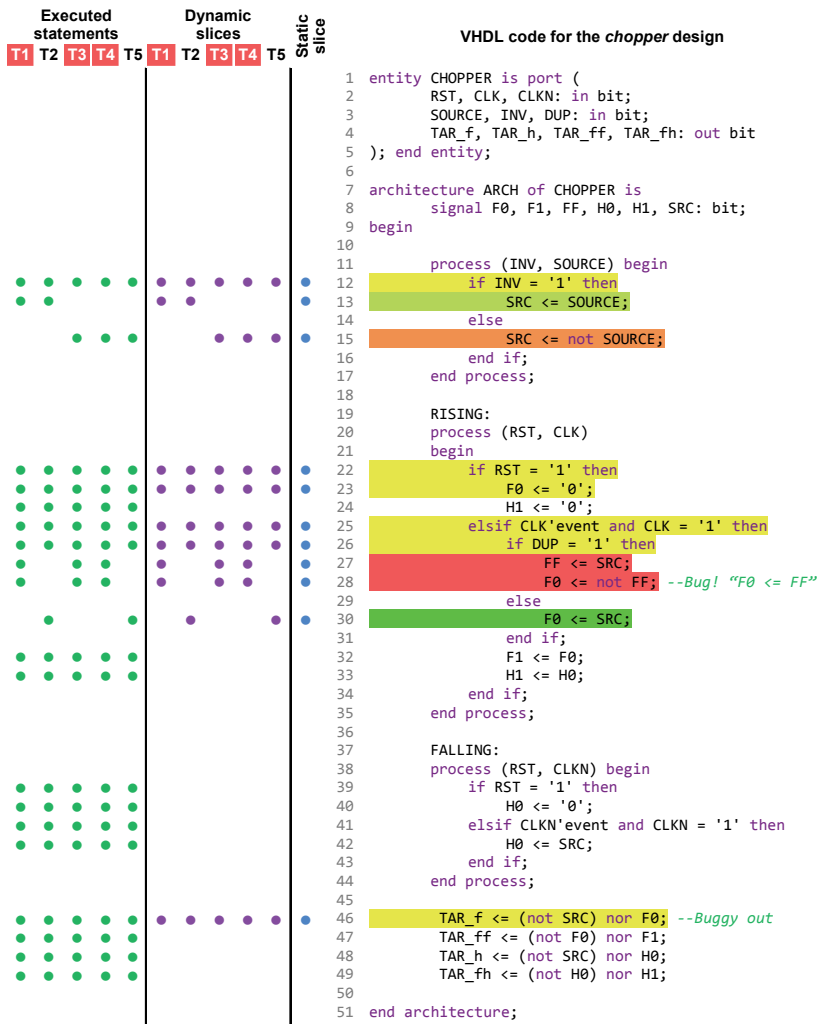 Executed statements
Dynamic slices
Static slice
VHDL code for the chopper design
T1 T2 T3 T4 T5 T1 T2 T3 T4 T5
1 entity CHOPPER is port (
2 RST, CLK, CLKN: in bit;
3 SOURCE, INV, DUP: in bit;
4 TAR_f, TAR_h, TAR_ff, TAR_fh: out bit
5 ); end entity;
6
7 architecture ARCH of CHOPPER is
8 signal F0, F1, FF, H0, H1, SRC: bit;
9 begin
10
11 process (INV, SOURCE) begin
12 if INV = '1' then
13 SRC <= SOURCE;
14 else
15 SRC <= not SOURCE;
16 end if;
17 end process;
18
19 RISING:
20 process (RST, CLK)
21 begin
22 if RST = '1' then
23 F0 <= '0';
24 H1 <= '0';
25 elsif CLK'event and CLK = '1' then
26 if DUP = '1' then
27 FF <= SRC;
28 F0 <= not FF; --Bug! “F0 <= FF”
29 else
30 F0 <= SRC;
31 end if;
32 F1 <= F0;
33 H1 <= H0;
34 end if;
35 end process;
36
37 FALLING:
38 process (RST, CLKN) begin
39 if RST = '1' then
40 H0 <= '0';
41 elsif CLKN'event and CLKN = '1' then
42 H0 <= SRC;
43 end if;
44 end process;
45
46 TAR_f <= (not SRC) nor F0; --Buggy out
47 TAR_ff <= (not F0) nor F1;
48 TAR_h <= (not SRC) nor H0;
49 TAR_fh <= (not H0) nor H1;
50
51 end architecture;